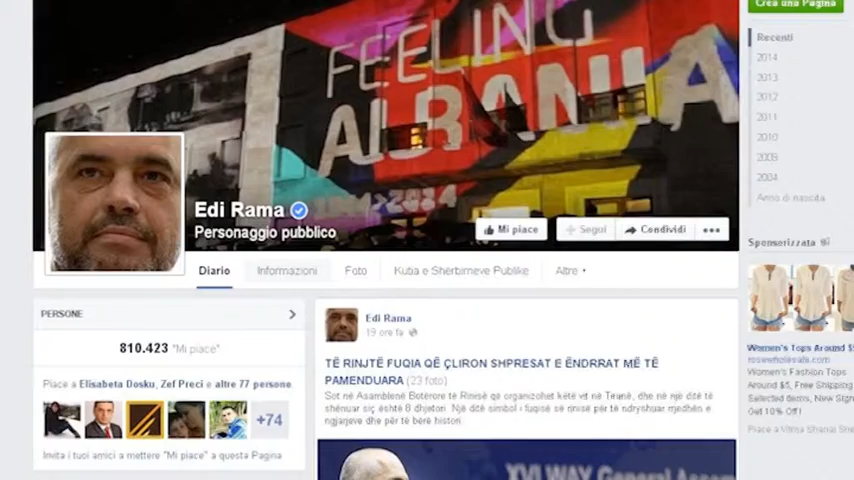 Crea una Pagina
FEELING
ALBANIA
2014
Recenti
2014
2013
2012
2011
2010
2009
2004
Anno di nascita
Edi Rama
Personaggio pubblico
Mi piace
Segui
Condividi
Diario
Informazioni
Foto
Kutia e Shërbimeve Publike
Altre
Sponsorizzata
PERSONE
810.423 "Mi piace"
Piace a Elisabeta Dosku, Zef Preci e altre 77 persone
+74
Invita i tuoi amici a mettere "Mi piace" a questa Pagina
Edi Rama
19 ore fa
TË RINJTË FUQIA QË ÇLIRON SHPRESAT E ËNDRRAT MË TË
PAMENDUARA (23 foto)
Sot në Asamblenë Botërore të Rinisë që organizohet këtë vit në Tiranë, dhe në një ditë të
shënuar siç është 8 dhjetori. Një ditë simbol i fuqisë së rinisë për të ndryshuar rrjedhën e
ngjarjeve dhe për të bërë histori.
XVI WAY General Assem
Women's Tops Around $5
rosewholesale.com
Women's Fashion Tops
Around $5, Free Shipping
Selected items, New Sign
Get 10% Off!
Piace a